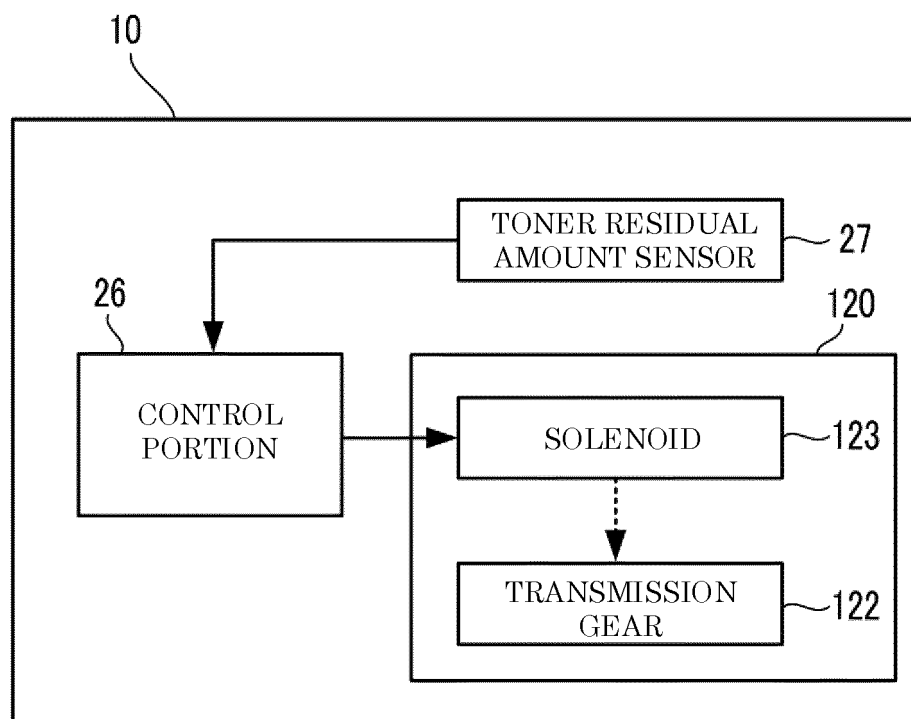 10
TONER RESIDUAL
AMOUNT SENSOR
27
26
120
CONTROL
PORTION
SOLENOID
123
TRANSMISSION
GEAR
122